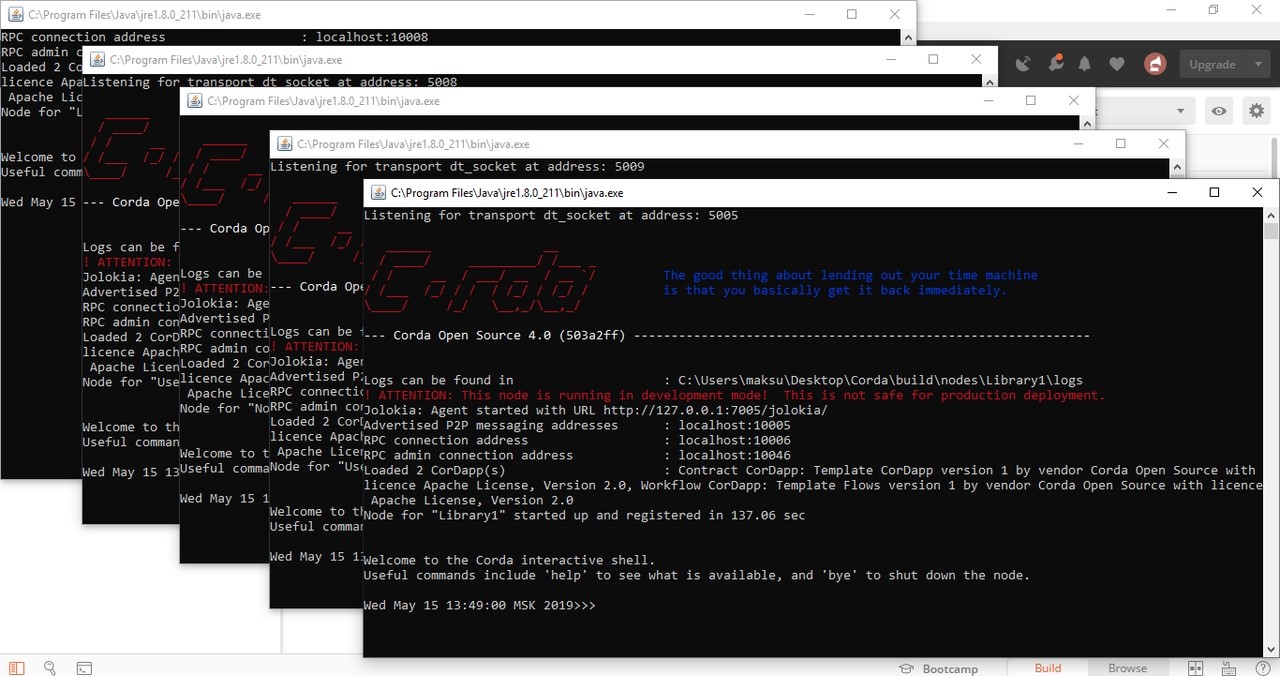 C:\Program Files\Java\jre1.8.0_211\bin\java.exe
RPC connection address : localhost:10008
RPC admin c
Loaded 2 Co
licence Apa
Apache Lic
Node for "L
Welcome to
Useful comm
Wed May 15
C:\Program Files\Java\jre1.8.0_211\bin\java.exe
Listening for transport dt_socket at address: 5008
--- Corda Ope
Logs can be f
! ATTENTION:
Jolokia: Agen
Advertised P2
RPC connectio
RPC admin con
Loaded 2 CorD
licence Apach
Apache Licen
Node for "Use
Welcome to th
Useful comman
Wed May 15 13
C:\Program Files\Java\jre1.8.0_211\bin\java.exe
--- Corda Op
Logs can be
! ATTENTION:
Jolokia: Age
Advertised P
RPC connecti
RPC admin co
Loaded 2 Cor
licence Apac
Apache Lice
Node for "No
Welcome to t
Useful comma
Wed May 15 1
C:\Program Files\Java\jre1.8.0_211\bin\java.exe
Listening for transport dt_socket at address: 5009
--- Corda Ope
Logs can be f
! ATTENTION:
Jolokia: Agen
Advertised P2
RPC connectio
RPC admin con
Loaded 2 CorD
licence Apach
Apache Licen
Node for "Use
Welcome to th
Useful comman
Wed May 15 13
C:\Program Files\Java\jre1.8.0_211\bin\java.exe
Listening for transport dt_socket at address: 5005
Corda
The good thing about lending out your time machine
is that you basically get it back immediately.
--- Corda Open Source 4.0 (503a2ff) -------------------------------------------------------------
Logs can be found in : C:\Users\maksu\Desktop\Corda\build\nodes\Library1\logs
! ATTENTION: This node is running in development mode! This is not safe for production deployment.
Jolokia: Agent started with URL http://127.0.0.1:7005/jolokia/
Advertised P2P messaging addresses : localhost:10005
RPC connection address : localhost:10006
RPC admin connection address : localhost:10046
Loaded 2 CorDapp(s) : Contract CorDapp: Template CorDapp version 1 by vendor Corda Open Source with
licence Apache License, Version 2.0, Workflow CorDapp: Template Flows version 1 by vendor Corda Open Source with licence
Apache License, Version 2.0
Node for "Library1" started up and registered in 137.06 sec
Welcome to the Corda interactive shell.
Useful commands include 'help' to see what is available, and 'bye' to shut down the node.
Wed May 15 13:49:00 MSK 2019>>>
Upgrade
Bootcamp Build Browse